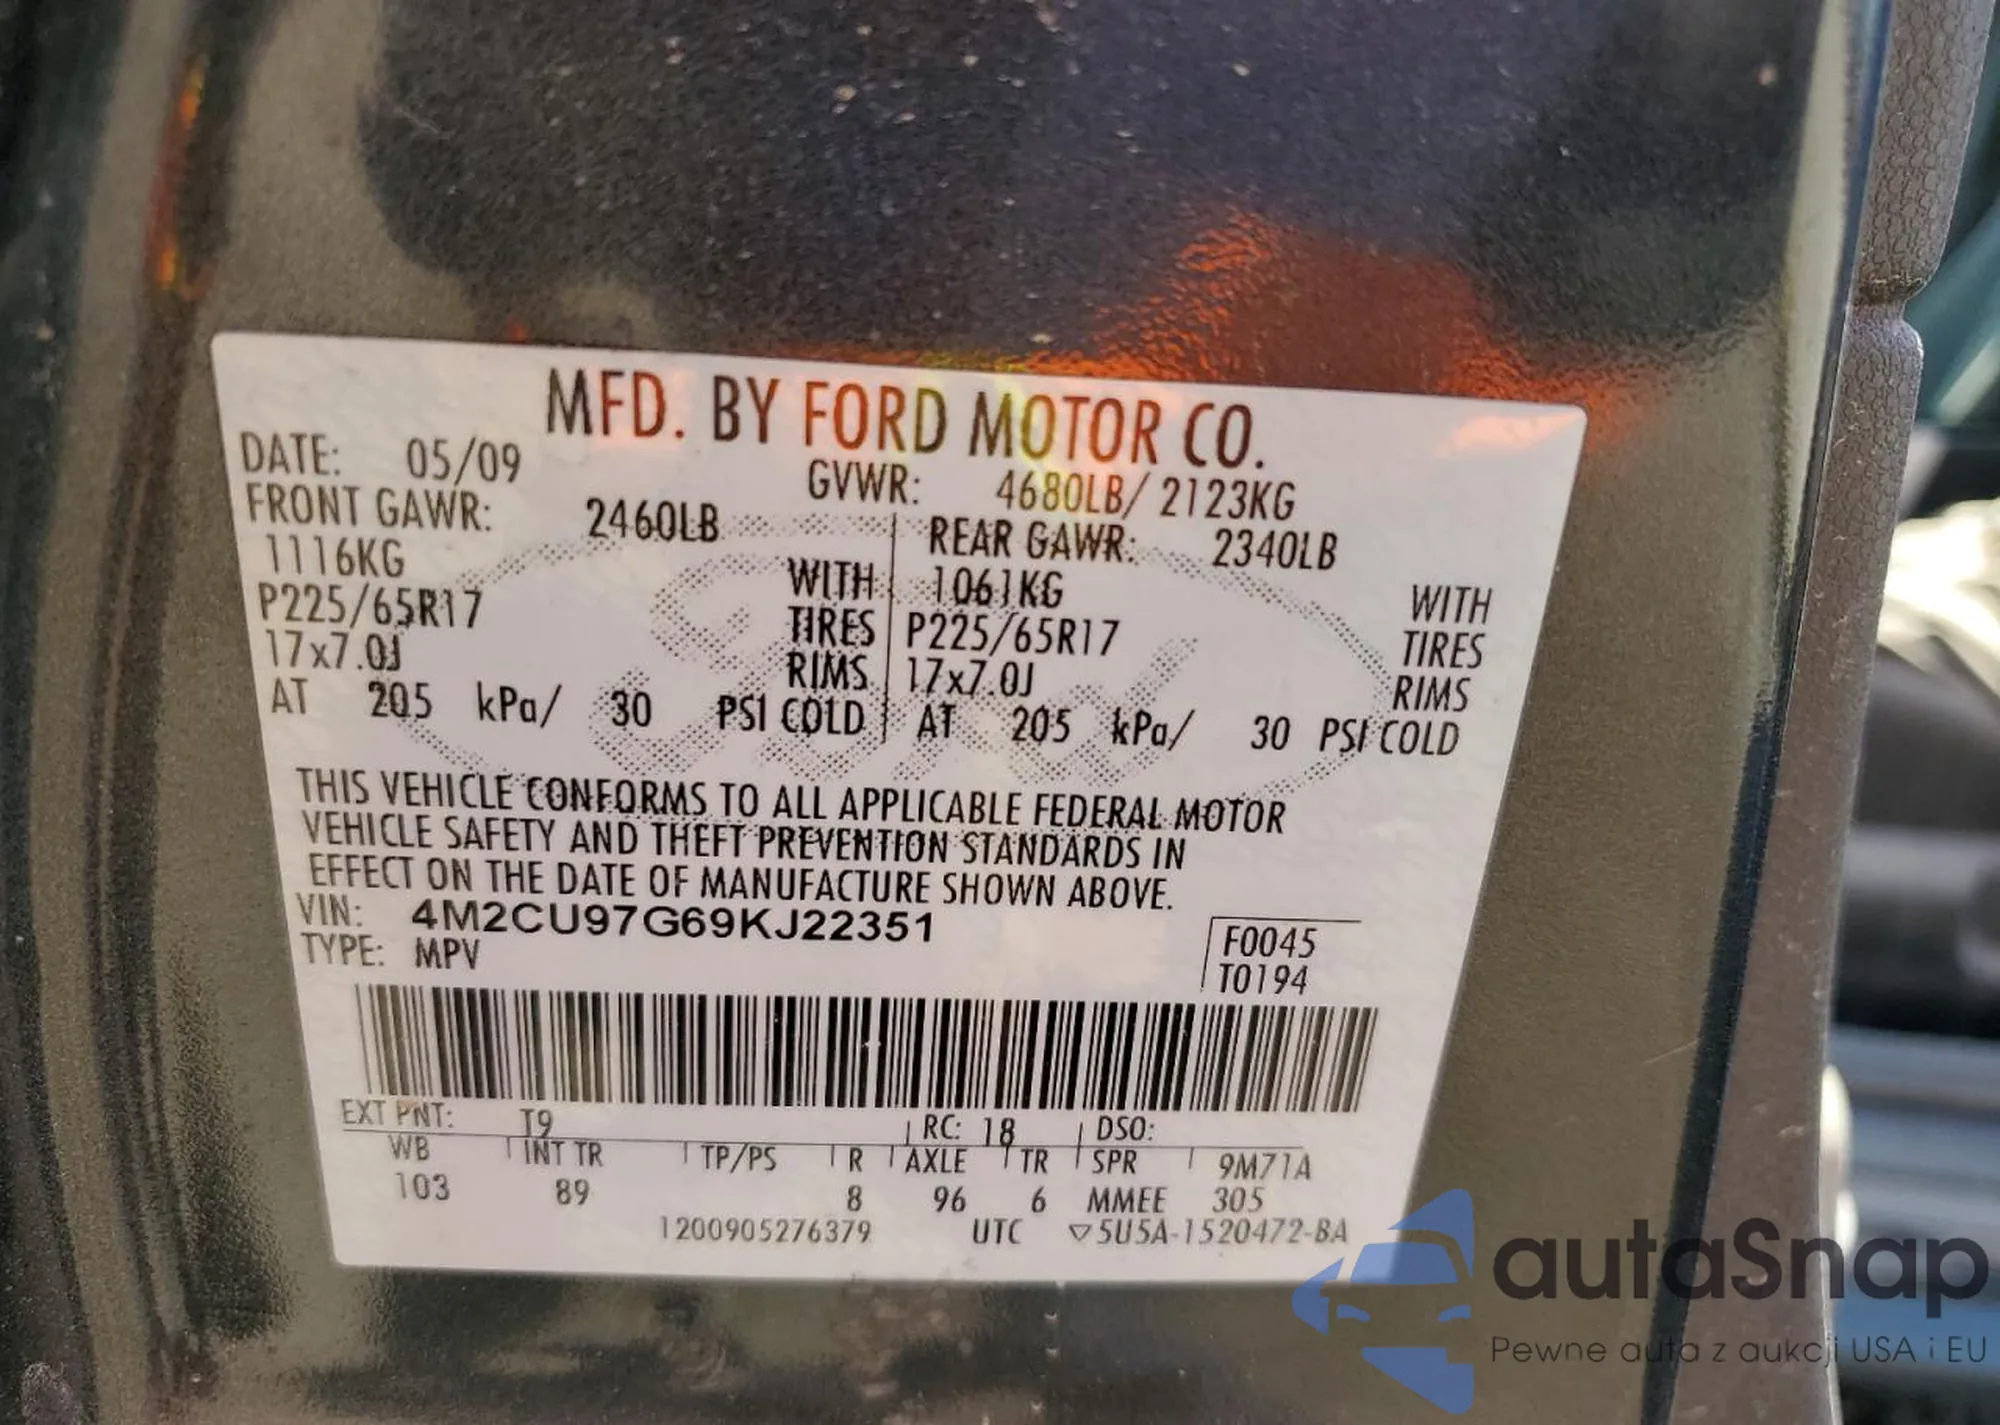 MFD. BY FORD MOTOR CO.
DATE: 05/09 GVWR: 4680LB/ 2123KG
FRONT GAWR: 2460LB REAR GAWR: 2340LB
1116KG WITH 1061KG WITH
P225/65R17 TIRES P225/65R17 TIRES
17x7.0J RIMS 17x7.0J RIMS
AT 205 kPa/ 30 PSI COLD AT 205 kPa/ 30 PSI COLD
THIS VEHICLE CONFORMS TO ALL APPLICABLE FEDERAL MOTOR
VEHICLE SAFETY AND THEFT PREVENTION STANDARDS IN
EFFECT ON THE DATE OF MANUFACTURE SHOWN ABOVE.
VIN: 4M2CU97G69KJ22351
TYPE: MPV
F0045
T0194
EXT PNT: T9 RC: 18 DSO:
WB INT TR TP/PS R AXLE TR SPR 9M71A
103 89 8 96 6 MMEE 305
1200905276379 UTC ▽5U5A-1520472-BA
autaSnap
Pewne auta z aukcji USA i EU